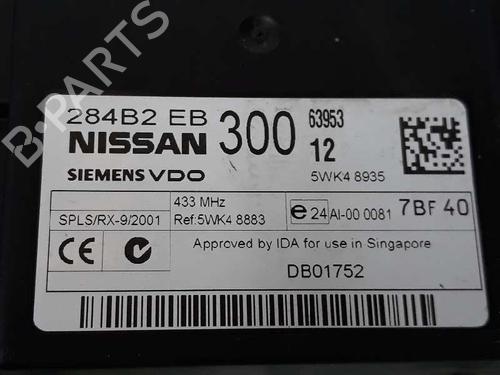 284B2 EB 300 63953
NISSAN 12
SIEMENS VDO 5WK4 8935
433 MHz
SPLS/RX-9/2001 Ref:5WK4 8883 e 24 AI-00 0081 7BF 40
CE Approved by IDA for use in Singapore
DB01752
B-PARTS